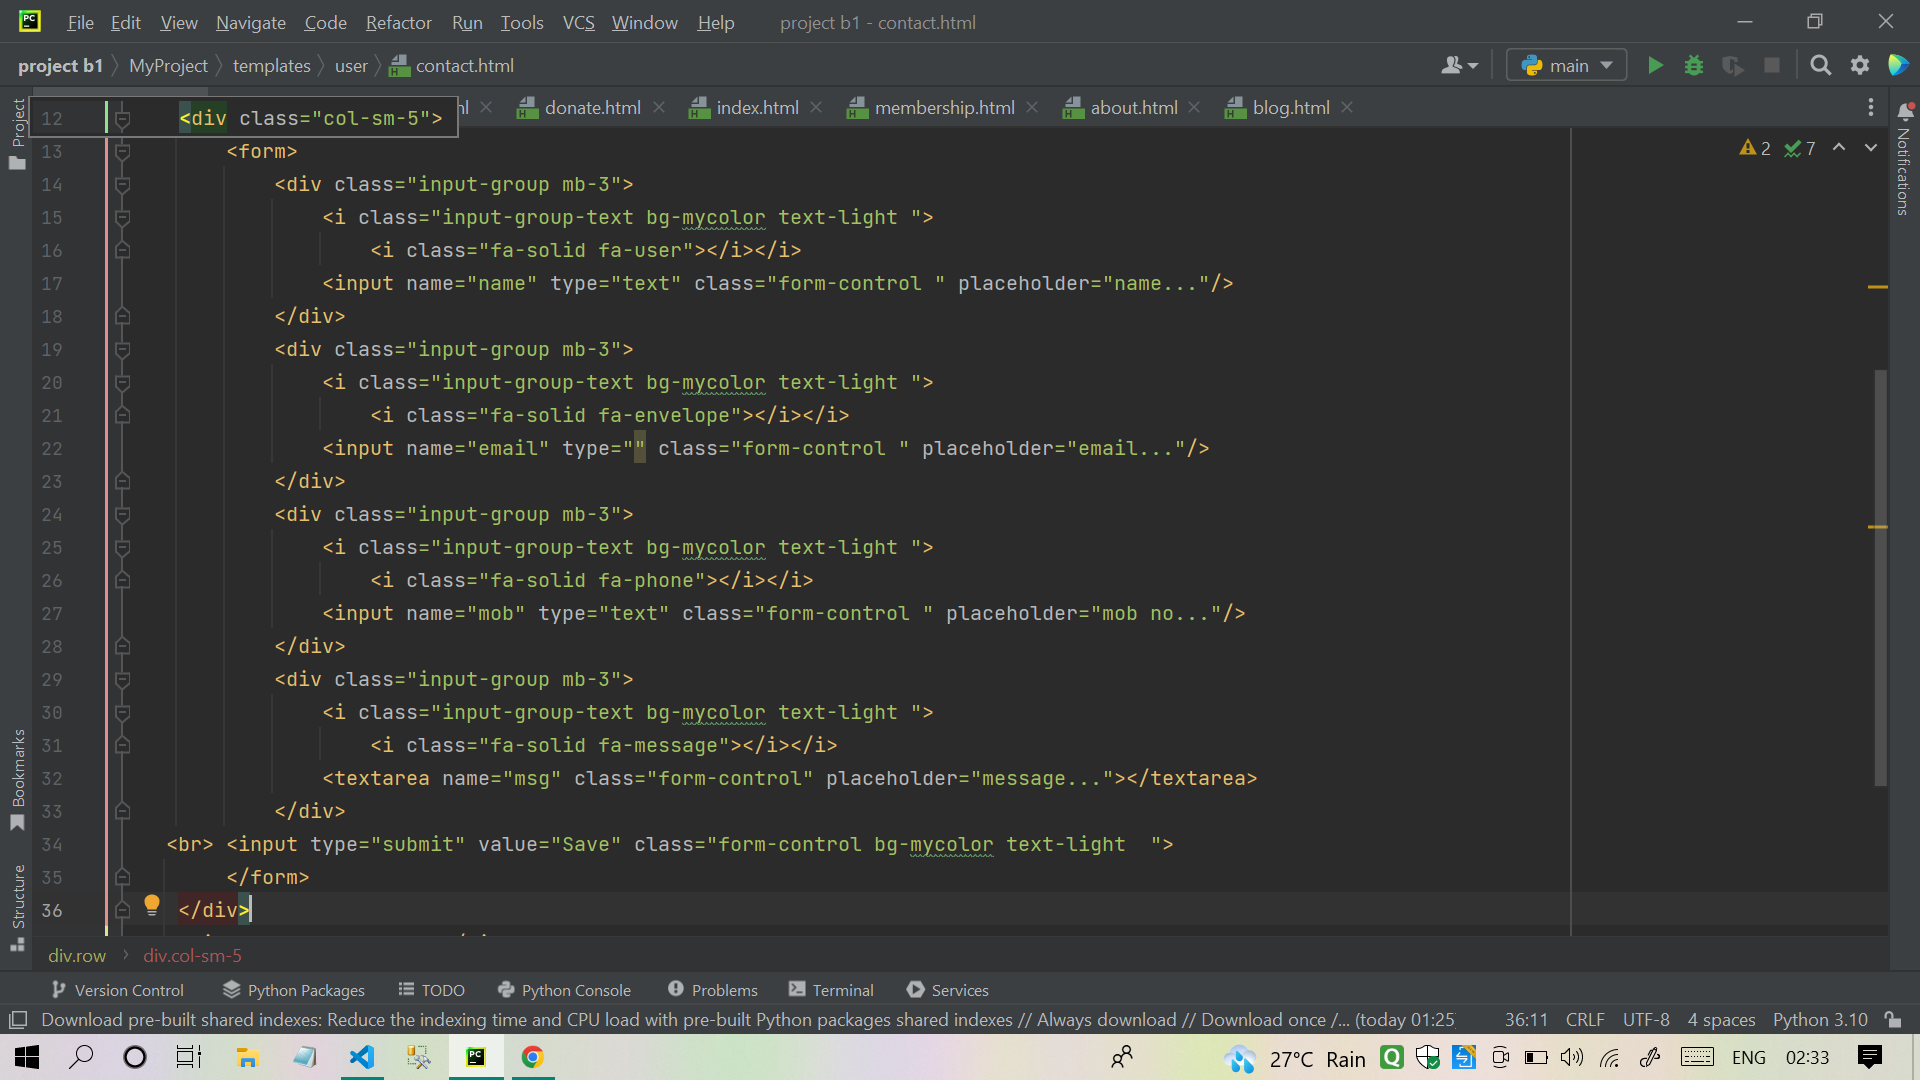 PC File Edit View Navigate Code Refactor Run Tools VCS Window Help project b1 - contact.html
project b1 MyProject templates user contact.html main
donate.html index.html membership.html about.html blog.html
Project
Notifications
2 7
12 <div class="col-sm-5">
13 <form>
14 <div class="input-group mb-3">
15 <i class="input-group-text bg-mycolor text-light ">
16 <i class="fa-solid fa-user"></i></i>
17 <input name="name" type="text" class="form-control " placeholder="name..."/>
18 </div>
19 <div class="input-group mb-3">
20 <i class="input-group-text bg-mycolor text-light ">
21 <i class="fa-solid fa-envelope"></i></i>
22 <input name="email" type="" class="form-control " placeholder="email..."/>
23 </div>
24 <div class="input-group mb-3">
25 <i class="input-group-text bg-mycolor text-light ">
26 <i class="fa-solid fa-phone"></i></i>
27 <input name="mob" type="text" class="form-control " placeholder="mob no..."/>
28 </div>
29 <div class="input-group mb-3">
30 <i class="input-group-text bg-mycolor text-light ">
31 <i class="fa-solid fa-message"></i></i>
32 <textarea name="msg" class="form-control" placeholder="message..."></textarea>
33 </div>
34 <br> <input type="submit" value="Save" class="form-control bg-mycolor text-light  ">
35 </form>
36 </div>
Bookmarks
Structure
div.row div.col-sm-5
Version Control Python Packages TODO Python Console Problems Terminal Services
Download pre-built shared indexes: Reduce the indexing time and CPU load with pre-built Python packages shared indexes // Always download // Download once /... (today 01:25) 36:11 CRLF UTF-8 4 spaces Python 3.10
PC 27°C Rain Q ENG 02:33